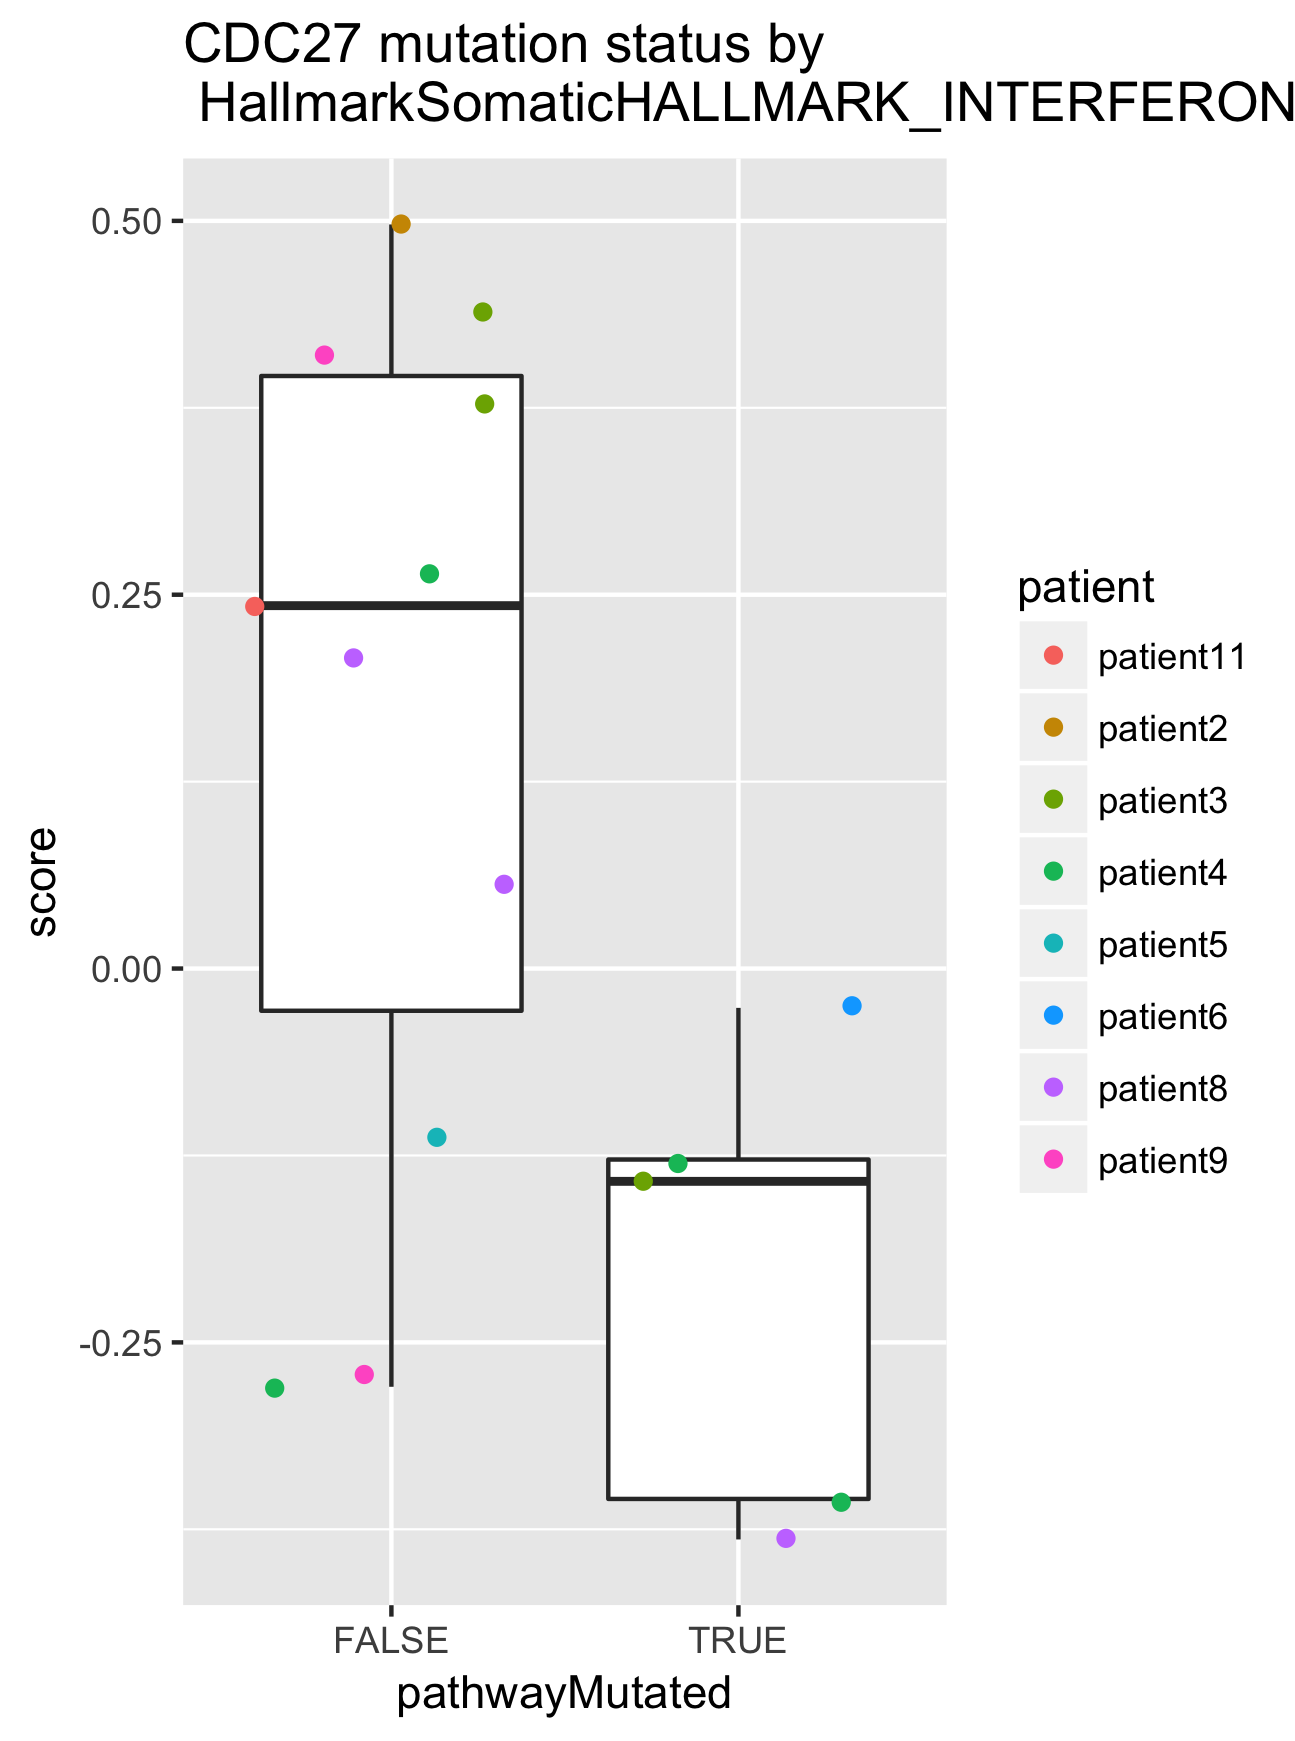 CDC27 mutation status by
HallmarkSomaticHALLMARK_INTERFERON
0.50
0.25
0.00
-0.25
score
FALSE
TRUE
pathwayMutated
patient
patient11
patient2
patient3
patient4
patient5
patient6
patient8
patient9